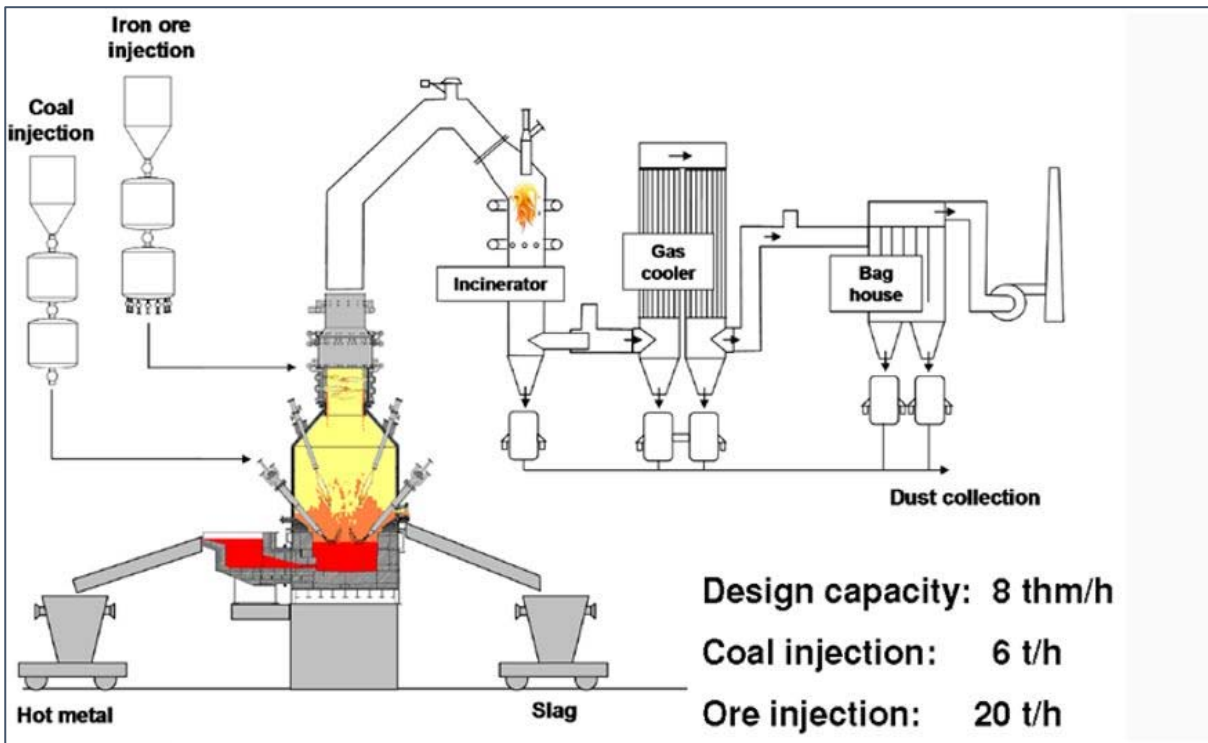 Iron ore
injection
Coal
injection
Incinerator
Gas
cooler
Bag
house
Dust collection
Hot metal
Slag
Design capacity: 8 thm/h
Coal injection: 6 t/h
Ore injection: 20 t/h